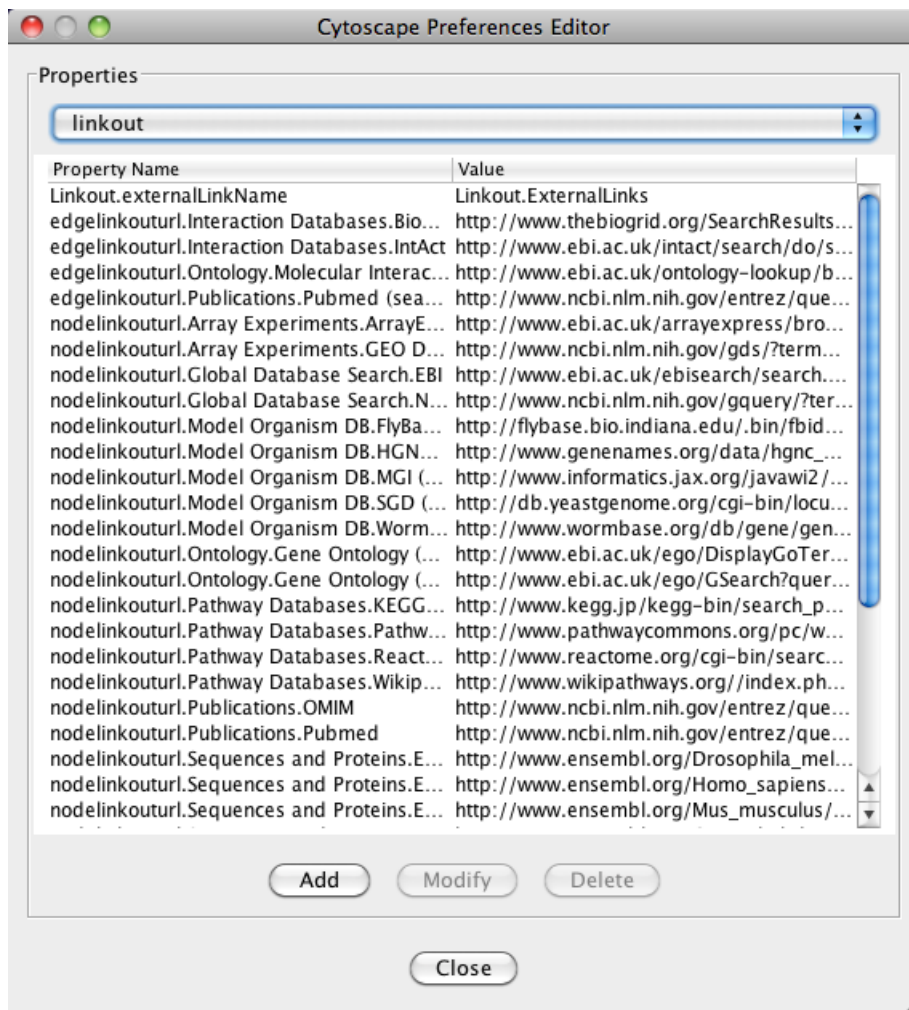 Cytoscape Preferences Editor
Properties
linkout
Property Name Value
Linkout.externalLinkName Linkout.ExternalLinks
edgelinkouturl.Interaction Databases.Bio... http://www.thebiogrid.org/SearchResults...
edgelinkouturl.Interaction Databases.IntAct http://www.ebi.ac.uk/intact/search/do/s...
edgelinkouturl.Ontology.Molecular Interac... http://www.ebi.ac.uk/ontology-lookup/b...
edgelinkouturl.Publications.Pubmed (sea... http://www.ncbi.nlm.nih.gov/entrez/que...
nodelinkouturl.Array Experiments.ArrayE... http://www.ebi.ac.uk/arrayexpress/bro...
nodelinkouturl.Array Experiments.GEO D... http://www.ncbi.nlm.nih.gov/gds/?term...
nodelinkouturl.Global Database Search.EBI http://www.ebi.ac.uk/ebisearch/search....
nodelinkouturl.Global Database Search.N... http://www.ncbi.nlm.nih.gov/gquery/?ter...
nodelinkouturl.Model Organism DB.FlyBa... http://flybase.bio.indiana.edu/.bin/fbid...
nodelinkouturl.Model Organism DB.HGN... http://www.genenames.org/data/hgnc_...
nodelinkouturl.Model Organism DB.MGI (... http://www.informatics.jax.org/javawi2/...
nodelinkouturl.Model Organism DB.SGD (... http://db.yeastgenome.org/cgi-bin/locu...
nodelinkouturl.Model Organism DB.Worm... http://www.wormbase.org/db/gene/gen...
nodelinkouturl.Ontology.Gene Ontology (... http://www.ebi.ac.uk/ego/DisplayGoTer...
nodelinkouturl.Ontology.Gene Ontology (... http://www.ebi.ac.uk/ego/GSearch?quer...
nodelinkouturl.Pathway Databases.KEGG... http://www.kegg.jp/kegg-bin/search_p...
nodelinkouturl.Pathway Databases.Pathw... http://www.pathwaycommons.org/pc/w...
nodelinkouturl.Pathway Databases.React... http://www.reactome.org/cgi-bin/searc...
nodelinkouturl.Pathway Databases.Wikip... http://www.wikipathways.org//index.ph...
nodelinkouturl.Publications.OMIM http://www.ncbi.nlm.nih.gov/entrez/que...
nodelinkouturl.Publications.Pubmed http://www.ncbi.nlm.nih.gov/entrez/que...
nodelinkouturl.Sequences and Proteins.E... http://www.ensembl.org/Drosophila_mel...
nodelinkouturl.Sequences and Proteins.E... http://www.ensembl.org/Homo_sapiens...
nodelinkouturl.Sequences and Proteins.E... http://www.ensembl.org/Mus_musculus/...
Add Modify Delete
Close